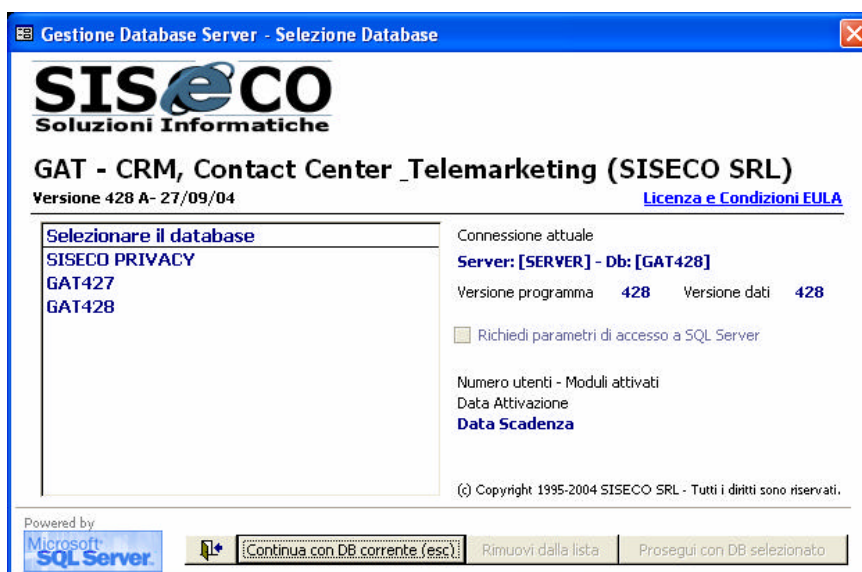 Gestione Database Server - Selezione Database
SISeCO
Soluzioni Informatiche
GAT - CRM, Contact Center _Telemarketing (SISECO SRL)
Versione 428 A- 27/09/04
Licenza e Condizioni EULA
Selezionare il database
SISECO PRIVACY
GAT427
GAT428
Connessione attuale
Server: [SERVER] - Db: [GAT428]
Versione programma 428 Versione dati 428
Richiedi parametri di accesso a SQL Server
Numero utenti - Moduli attivati
Data Attivazione
Data Scadenza
(c) Copyright 1995-2004 SISECO SRL - Tutti i diritti sono riservati.
Powered by
Microsoft
SQL Server.
Continua con DB corrente (esc)
Rimuovi dalla lista
Prosegui con DB selezionato